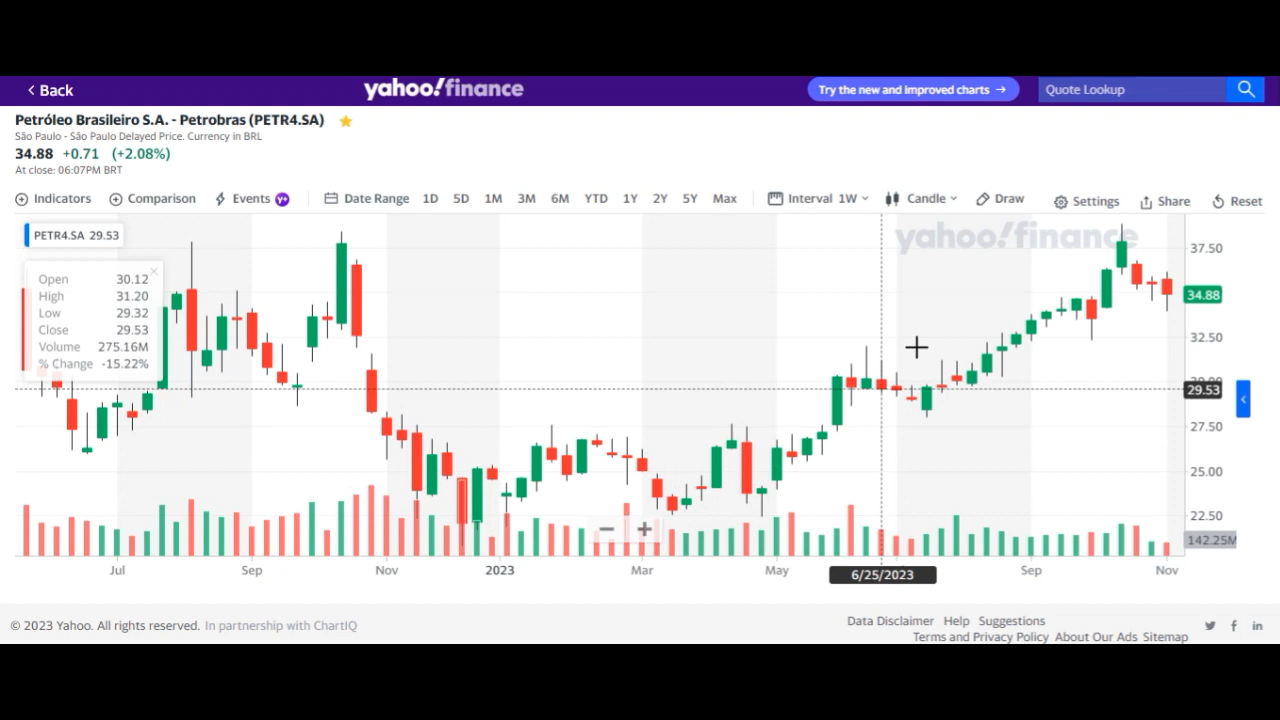 Back
yahoo!finance
Try the new and improved charts →
Quote Lookup
Petróleo Brasileiro S.A. - Petrobras (PETR4.SA)
São Paulo - São Paulo Delayed Price. Currency in BRL
34.88 +0.71 (+2.08%)
At close: 06:07PM BRT
Indicators Comparison Events Y+ Date Range 1D 5D 1M 3M 6M YTD 1Y 2Y 5Y Max Interval 1W Candle Draw Settings Share Reset
PETR4.SA 29.53
yahoo!finance
37.50
Open 30.12
High 31.20
Low 29.32
Close 29.53
Volume 275.16M
% Change -15.22%
34.88
32.50
29.53
27.50
25.00
22.50
142.25M
Jul Sep Nov 2023 Mar May 6/25/2023 Sep Nov
© 2023 Yahoo. All rights reserved. In partnership with ChartIQ
Data Disclaimer Help Suggestions
Terms and Privacy Policy About Our Ads Sitemap